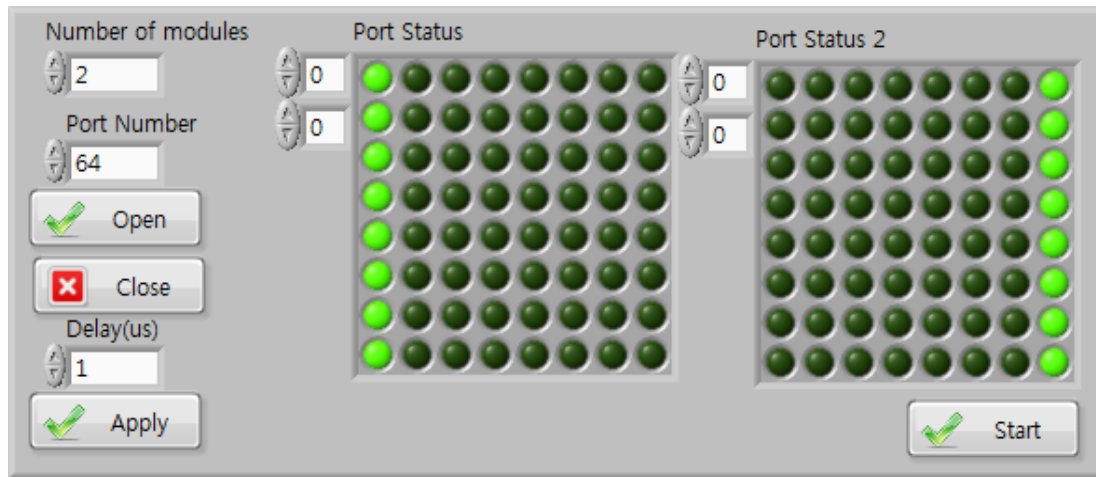 Number of modules
2
Port Number
64
Open
Close
Delay(us)
1
Apply
Port Status
0
0
Port Status 2
0
0
Start